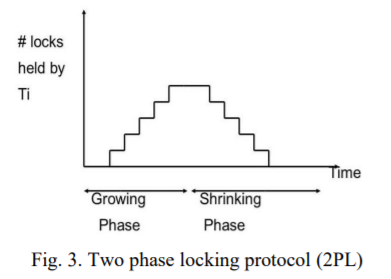 # locks
held by
Ti
Time
Growing
Phase
Shrinking
Phase
Fig. 3. Two phase locking protocol (2PL)